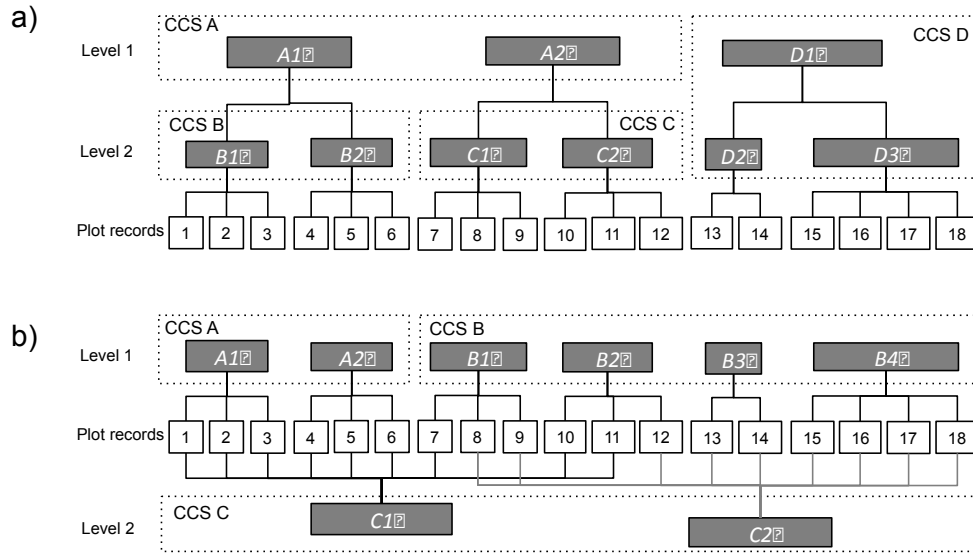 a)
CCS A
CCS D
Level 1
A1
A2
D1
CCS B
CCS C
Level 2
B1
B2
C1
C2
D2
D3
Plot records
1 2 3 4 5 6 7 8 9 10 11 12 13 14 15 16 17 18
b)
CCS A
CCS B
Level 1
A1
A2
B1
B2
B3
B4
Plot records
1 2 3 4 5 6 7 8 9 10 11 12 13 14 15 16 17 18
CCS C
Level 2
C1
C2